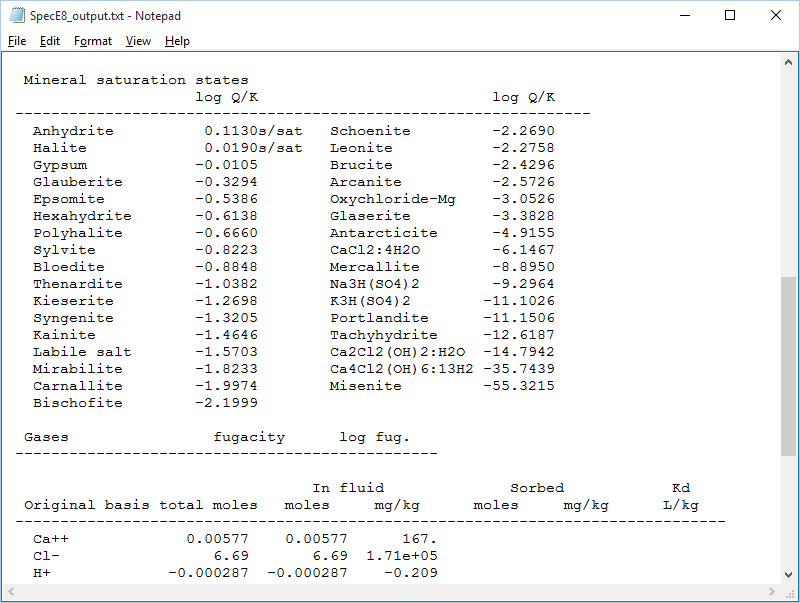 SpecE8_output.txt - Notepad
File Edit Format View Help
Mineral saturation states
log Q/K log Q/K
----------------------------------------------------------------
Anhydrite 0.1130s/sat Schoenite -2.2690
Halite 0.0190s/sat Leonite -2.2758
Gypsum -0.0105 Brucite -2.4296
Glauberite -0.3294 Arcanite -2.5726
Epsomite -0.5386 Oxychloride-Mg -3.0526
Hexahydrite -0.6138 Glaserite -3.3828
Polyhalite -0.6660 Antarcticite -4.9155
Sylvite -0.8223 CaCl2:4H2O -6.1467
Bloedite -0.8848 Mercallite -8.8950
Thenardite -1.0382 Na3H(SO4)2 -9.2964
Kieserite -1.2698 K3H(SO4)2 -11.1026
Syngenite -1.3205 Portlandite -11.1506
Kainite -1.4646 Tachyhydrite -12.6187
Labile salt -1.5703 Ca2Cl2(OH)2:H2O -14.7942
Mirabilite -1.8233 Ca4Cl2(OH)6:13H2 -35.7439
Carnallite -1.9974 Misenite -55.3215
Bischofite -2.1999
Gases fugacity log fug.
-----------------------------------------------
In fluid Sorbed Kd
Original basis total moles moles mg/kg moles mg/kg L/kg
-------------------------------------------------------------------------------
Ca++ 0.00577 0.00577 167.
Cl- 6.69 6.69 1.71e+05
H+ -0.000287 -0.000287 -0.209